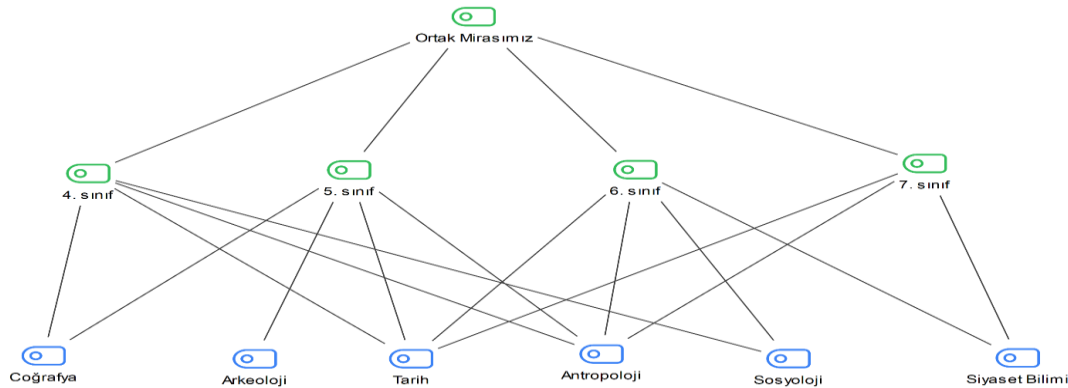 Ortak Mirasımız
4. sınıf
5. sınıf
6. sınıf
7. sınıf
Coğrafya
Arkeoloji
Tarih
Antropoloji
Sosyoloji
Siyaset Bilimi